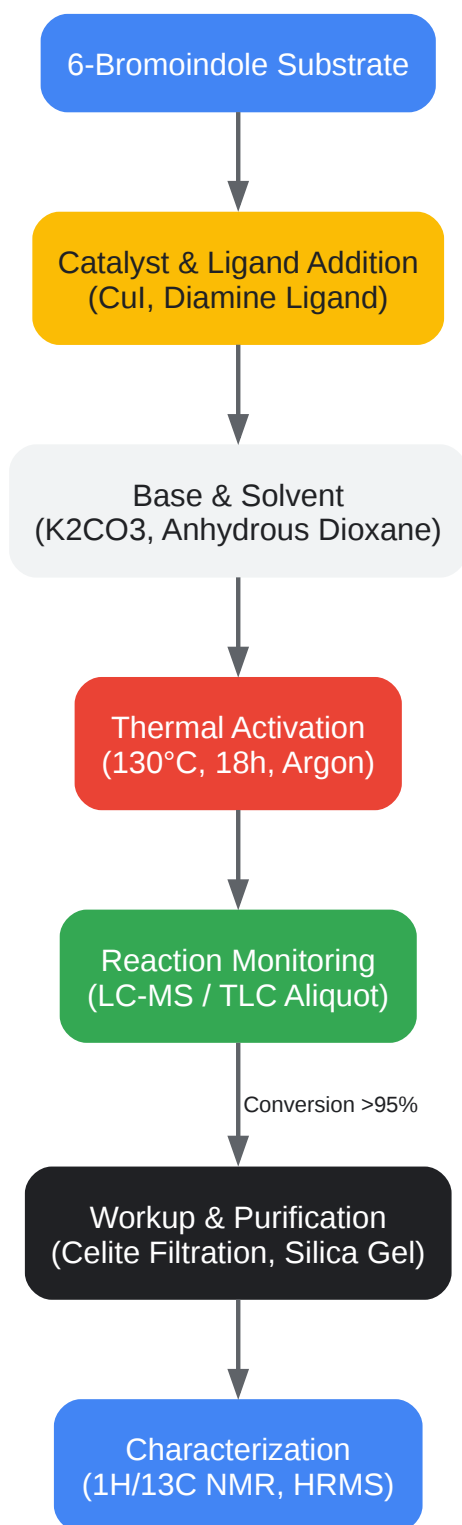 6-Bromoindole Substrate
Catalyst & Ligand Addition
(CuI, Diamine Ligand)
Base & Solvent
(K2CO3, Anhydrous Dioxane)
Thermal Activation
(130°C, 18h, Argon)
Reaction Monitoring
(LC-MS / TLC Aliquot)
Conversion >95%
Workup & Purification
(Celite Filtration, Silica Gel)
Characterization
(1H/13C NMR, HRMS)